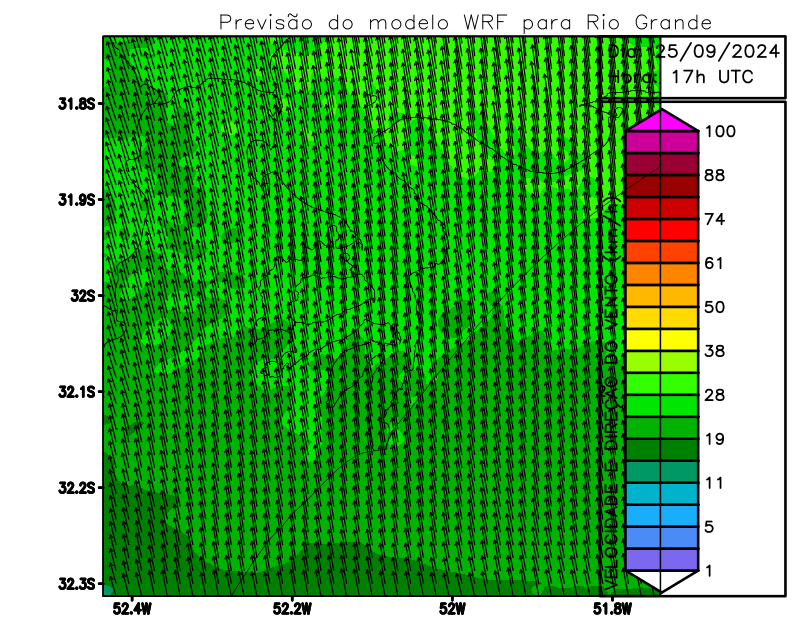 Previsão do modelo WRF para Rio Grande
Dia: 25/09/2024
Hora: 17h UTC
31.8S
31.9S
32S
32.1S
32.2S
32.3S
52.4W
52.2W
52W
51.8W
VELOCIDADE E DIREÇÃO DO VENTO (km/h)
100
88
74
61
50
38
28
19
11
5
1